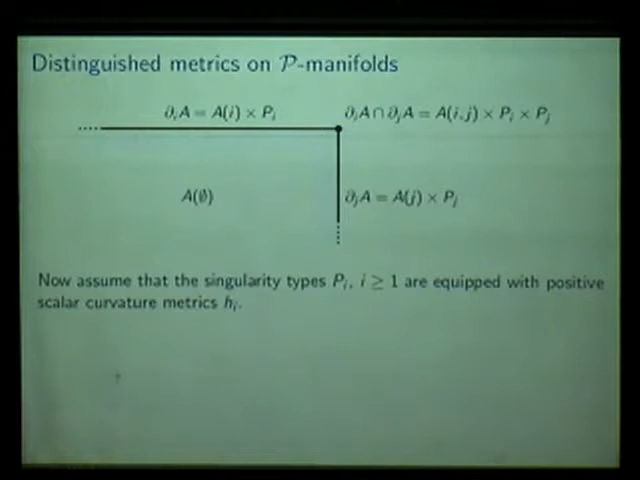 Distinguished metrics on 𝒫-manifolds
∂ᵢA = A(i) × Pᵢ
∂ᵢA ∩ ∂ⱼA = A(i, j) × Pᵢ × Pⱼ
A(∅)
∂ⱼA = A(j) × Pⱼ
Now assume that the singularity types Pᵢ, i ≥ 1 are equipped with positive
scalar curvature metrics hᵢ.